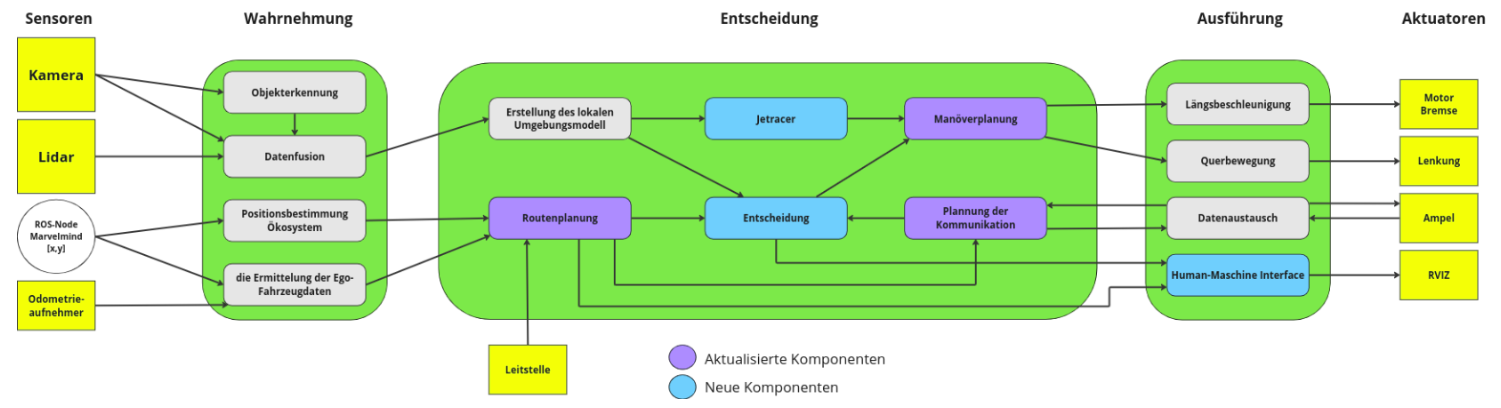 Sensoren
Wahrnehmung
Entscheidung
Ausführung
Aktuatoren
Kamera
Lidar
ROS-Node
Marvelmind
[x,y]
Odometrie-
aufnehmer
Objekterkennung
Datenfusion
Positionsbestimmung
Ökosystem
die Ermittelung der Ego-
Fahrzeugdaten
Erstellung des lokalen
Umgebungsmodell
Jetracer
Manöverplanung
Routenplanung
Entscheidung
Plannung der
Kommunikation
Leitstelle
Längsbeschleunigung
Querbewegung
Datenaustausch
Human-Maschine Interface
Motor
Bremse
Lenkung
Ampel
RVIZ
Aktualisierte Komponenten
Neue Komponenten